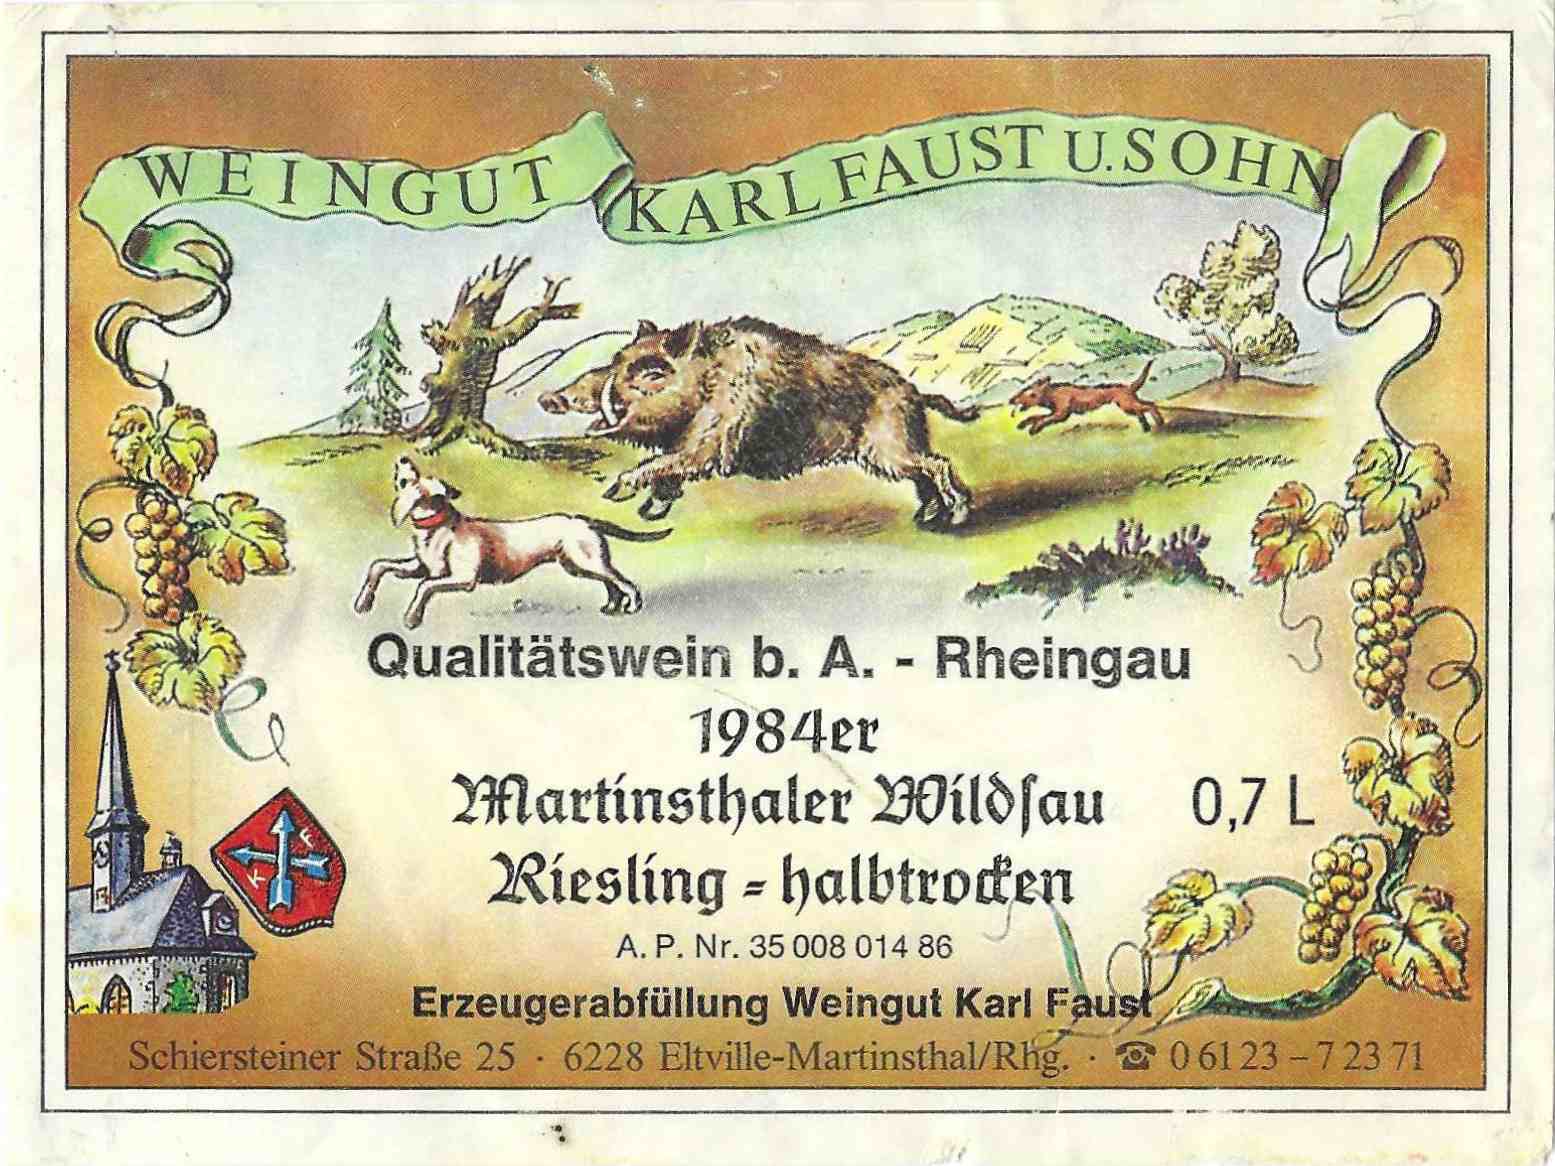 WEINGUT KARL FAUST U. SOHN
Qualitätswein b. A. - Rheingau
1984er
Martinsthaler Wildsau 0,7 L
Riesling - halbtrocken
K F
A. P. Nr. 35 008 014 86
Erzeugerabfüllung Weingut Karl Faust
Schiersteiner Straße 25 · 6228 Eltville-Martinsthal/Rhg. · ☎ 0 61 23 – 7 23 71